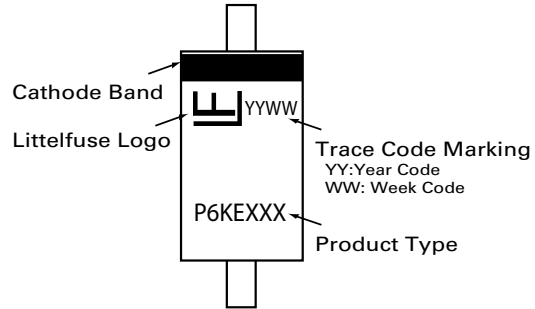 Cathode Band
YYWW
Littelfuse Logo
Trace Code Marking
YY:Year Code
WW: Week Code
P6KEXXX
Product Type